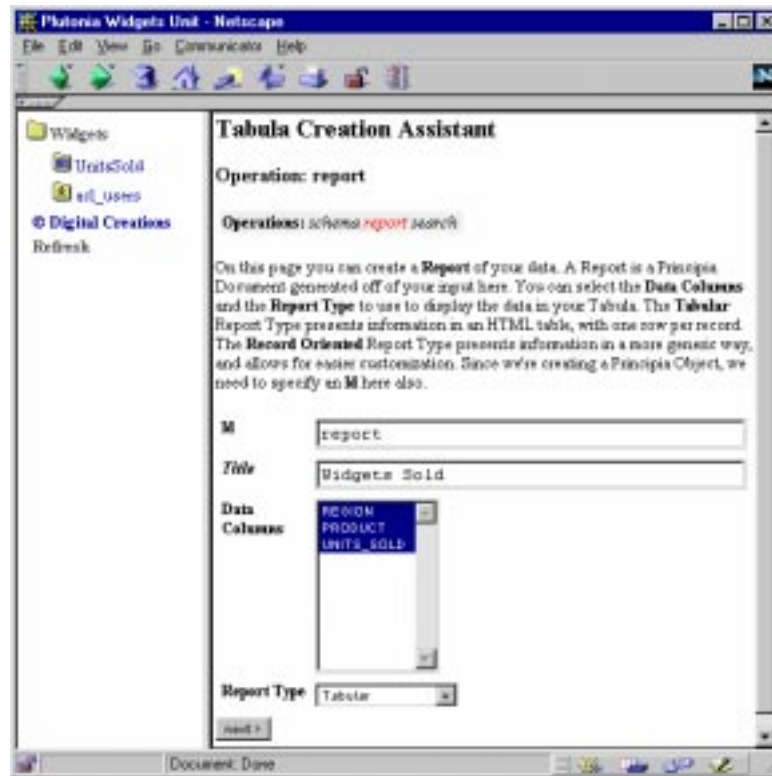 Plutonia Widgets Unit - Netscape
File Edit View Go Communicator Help
Widgets
UnitsSold
acl_users
© Digital Creations
Refresh
Tabula Creation Assistant
Operation: report
Operations: schema report search
On this page you can create a Report of your data. A Report is a Principia
Document generated off of your input here. You can select the Data Columns
and the Report Type to use to display the data in your Tabula. The Tabular
Report Type presents information in an HTML table, with one row per record.
The Record Oriented Report Type presents information in a more generic way,
and allows for easier customization. Since we're creating a Principia Object, we
need to specify an Id here also.
Id
report
Title
Widgets Sold
Data
Columns
REGION
PRODUCT
UNITS_SOLD
Report Type
Tabular
next >
Document: Done